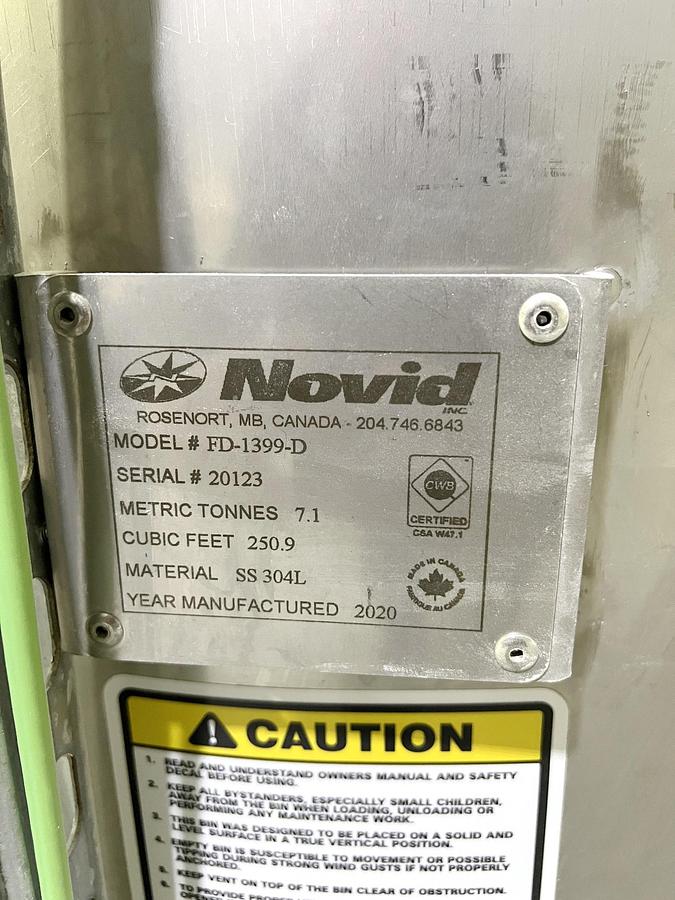 Novid
INC.
ROSENORT, MB, CANADA - 204.746.6843
MODEL # FD-1399-D
SERIAL # 20123
METRIC TONNES 7.1
CUBIC FEET 250.9
MATERIAL SS 304L
YEAR MANUFACTURED 2020
CWB
CERTIFIED
CSA W47.1
MADE IN CANADA
FABRIQUÉ AU CANADA
CAUTION
1. READ AND UNDERSTAND OWNERS MANUAL AND SAFETY
DECAL BEFORE USING.
2. KEEP ALL BYSTANDERS, ESPECIALLY SMALL CHILDREN,
AWAY FROM THE BIN WHEN LOADING, UNLOADING OR
PERFORMING ANY MAINTENANCE WORK.
3. THIS BIN WAS DESIGNED TO BE PLACED ON A SOLID AND
LEVEL SURFACE IN A TRUE VERTICAL POSITION.
4. EMPTY BIN IS SUSCEPTIBLE TO MOVEMENT OR POSSIBLE
TIPPING DURING STRONG WIND GUSTS IF NOT PROPERLY
ANCHORED.
5. KEEP VENT ON TOP OF THE BIN CLEAR OF OBSTRUCTION.
6. TO PROVIDE PROPER